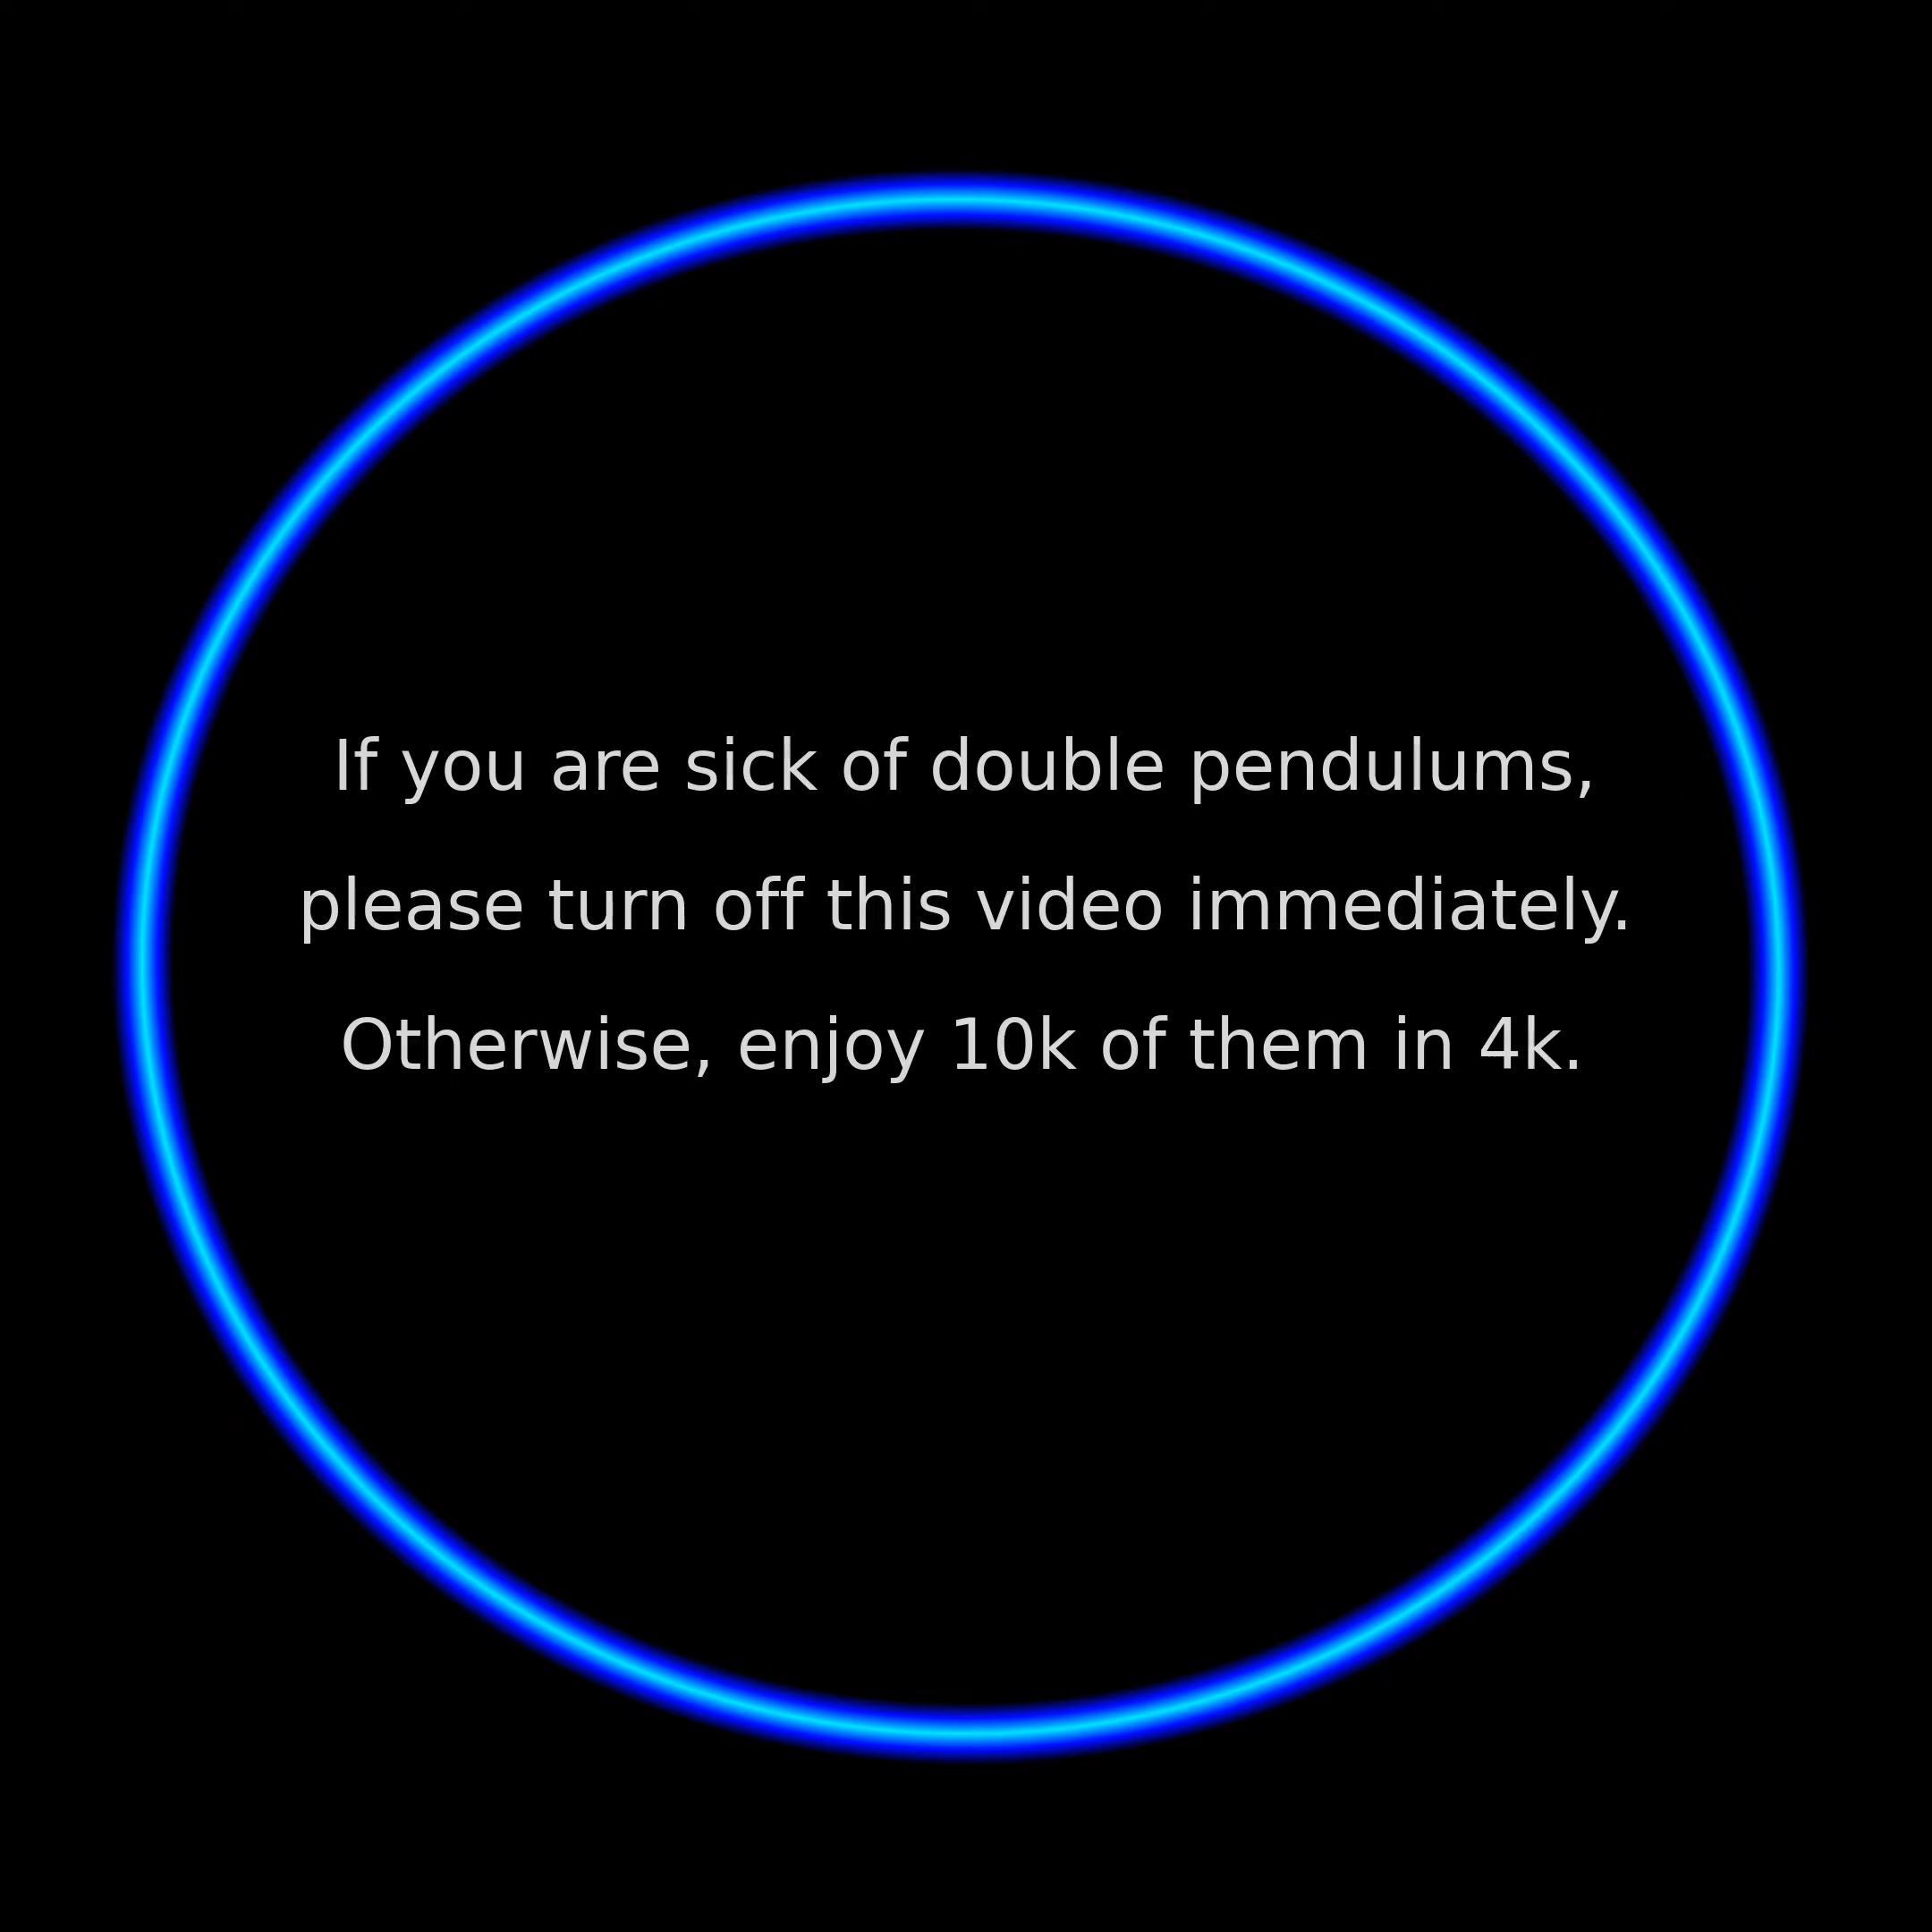 If you are sick of double pendulums,
please turn off this video immediately.
Otherwise, enjoy 10k of them in 4k.